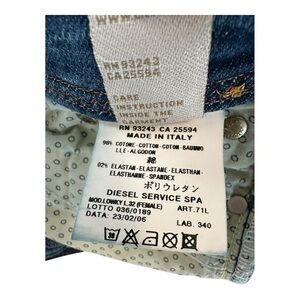 RN 93243
CA 25594
CARE
INSTRUCTION
INSIDE THE
GARMENT
RN 93243 CA 25594
MADE IN ITALY
98% COTONE-COTTON-COTON-BAUMWO
LLE-ALGODON
綿
02% ELASTAN-ELASTANE-ELASTHAN-
ELASTHANNE-SPANDEX
ポリウレタン
DIESEL SERVICE SPA
MOD.LOWKY L.32 (FEMALE) ART.71L
LOTTO 036/0189
DATA: 23/02/06 LAB. 340